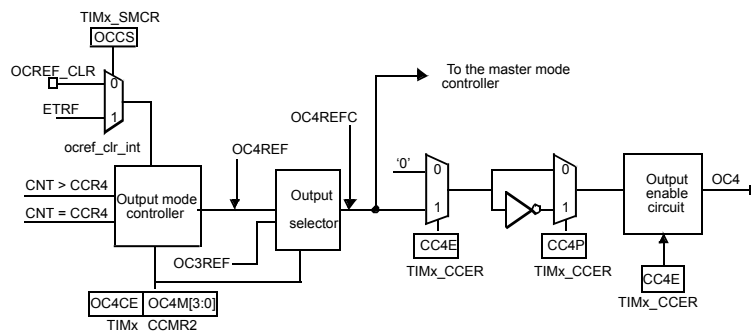 TIMx_SMCR
OCCS
OCREF_CLR
0
ETRF
1
ocref_clr_int
To the master mode
controller
OC4REFC
OC4REF
CNT > CCR4
CNT = CCR4
Output mode
controller
Output
selector
OC3REF
OC4CE
OC4M[3:0]
TIMx_CCMR2
‘0’
0
1
CC4E
TIMx_CCER
0
1
CC4P
TIMx_CCER
Output
enable
circuit
OC4
CC4E
TIMx_CCER